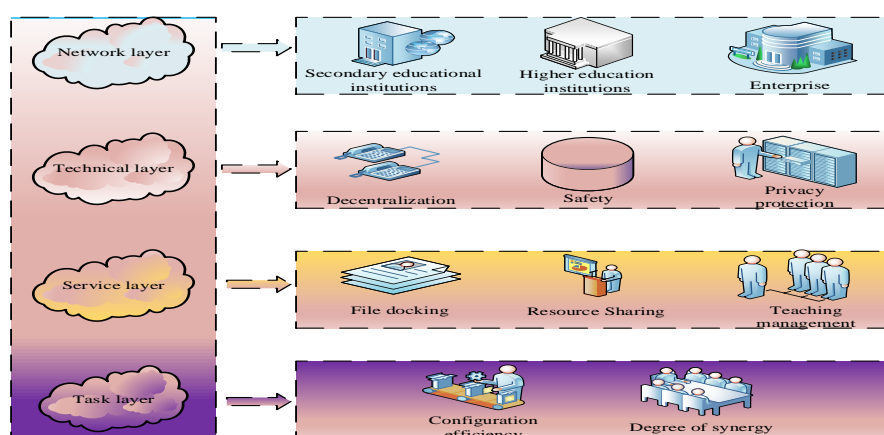 Network layer
Secondary educational
institutions
Higher education
institutions
Enterprise
Technical layer
Decentralization
Safety
Privacy
protection
Service layer
File docking
Resource Sharing
Teaching
management
Task layer
Configuration
efficiency
Degree of synergy